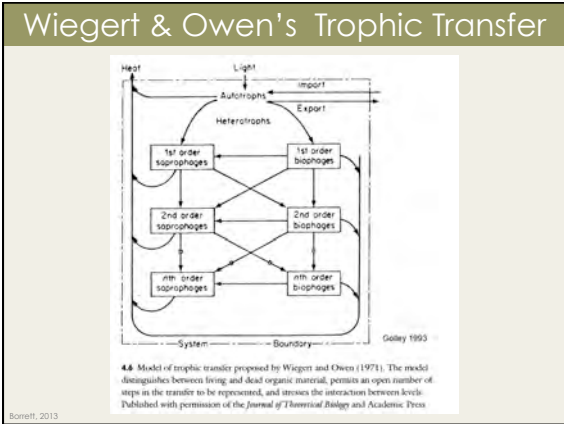 Wiegert & Owen's Trophic Transfer
Heat
Light
Import
Autotrophs
Export
Heterotrophs
1st order
saprophages
1st order
biophages
2nd order
saprophages
2nd order
biophages
nth order
saprophages
nth order
biophages
System
Boundary
Golley 1993
4.6 Model of trophic transfer proposed by Wiegert and Owen (1971). The model
distinguishes between living and dead organic material, permits an open number of
steps in the transfer to be represented, and stresses the interaction between levels.
Published with permission of the Journal of Theoretical Biology and Academic Press
Borrett, 2013